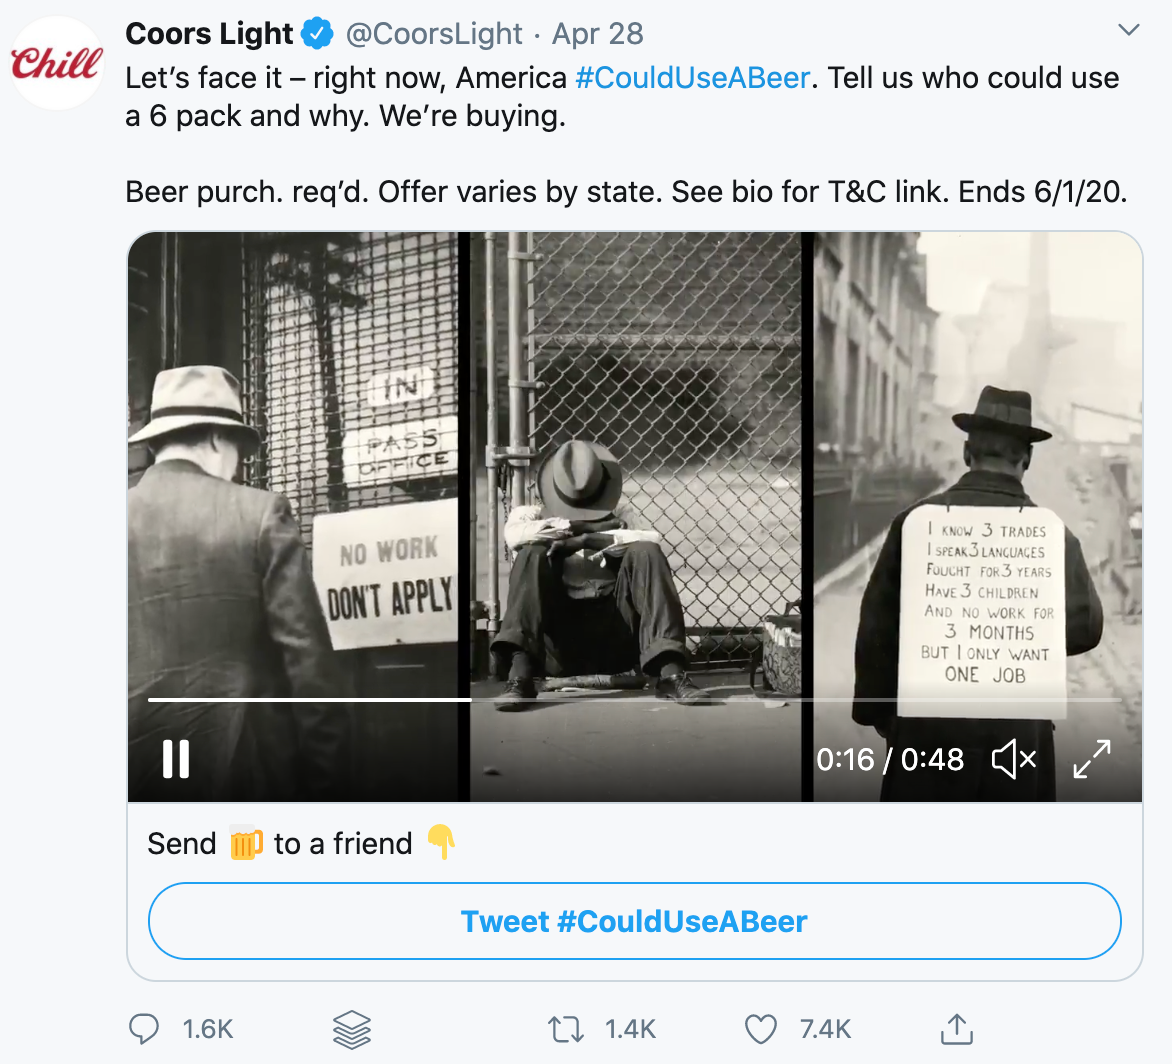 Chill
Coors Light @CoorsLight · Apr 28
Let's face it – right now, America #CouldUseABeer. Tell us who could use
a 6 pack and why. We're buying.
Beer purch. req'd. Offer varies by state. See bio for T&C link. Ends 6/1/20.
IN
PASS
OFFICE
NO WORK
DON'T APPLY
I KNOW 3 TRADES
I SPEAK 3 LANGUAGES
FOUGHT FOR 3 YEARS
HAVE 3 CHILDREN
AND NO WORK FOR
3 MONTHS
BUT I ONLY WANT
ONE JOB
0:16 / 0:48
Send 🍺 to a friend 👇
Tweet #CouldUseABeer
1.6K
1.4K
7.4K